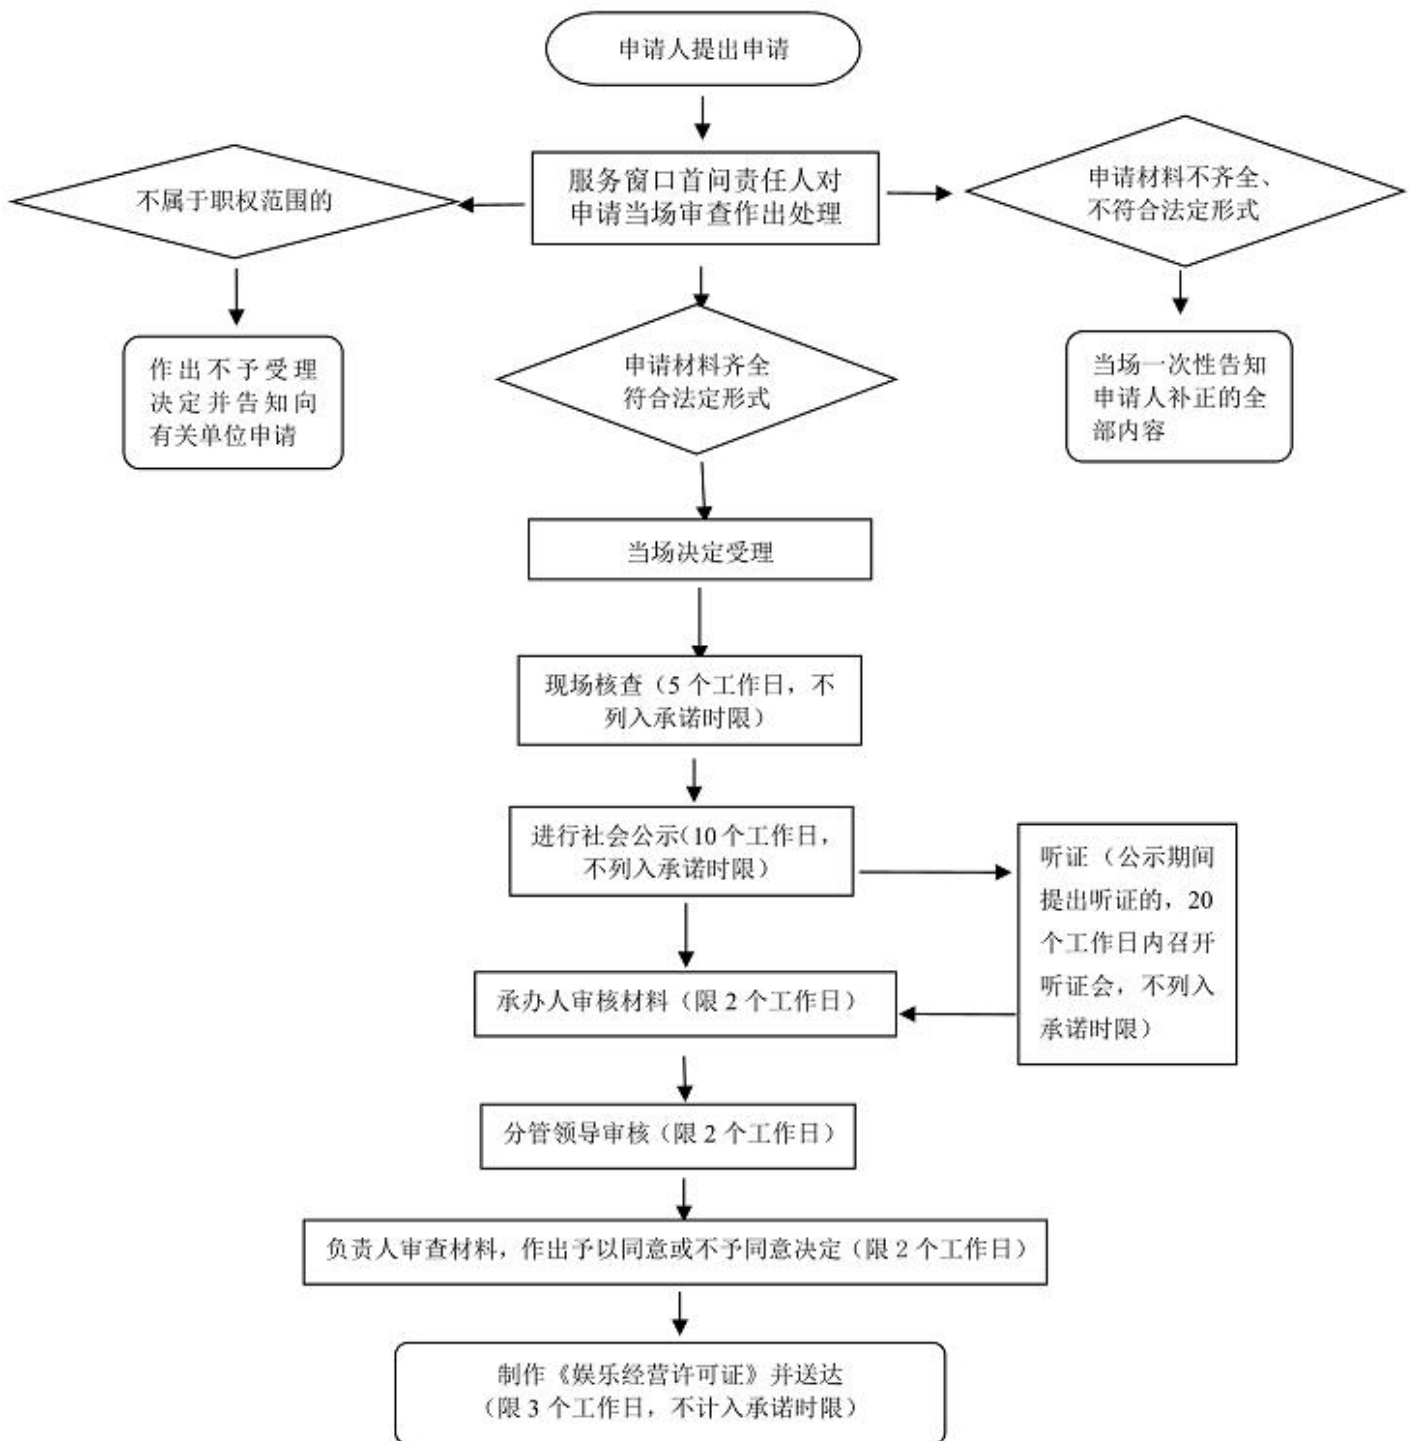 申请人提出申请
服务窗口首问责任人对
申请当场审查作出处理
不属于职权范围的
申请材料不齐全、
不符合法定形式
作出不予受理
决定并告知向
有关单位申请
申请材料齐全
符合法定形式
当场一次性告知
申请人补正的全
部内容
当场决定受理
现场核查（5 个工作日，不
列入承诺时限）
进行社会公示（10 个工作日，
不列入承诺时限）
听证（公示期间
提出听证的，20
个工作日内召开
听证会，不列入
承诺时限）
承办人审核材料（限 2 个工作日）
分管领导审核（限 2 个工作日）
负责人审查材料，作出予以同意或不予同意决定（限 2 个工作日）
制作《娱乐经营许可证》并送达
（限 3 个工作日，不计入承诺时限）